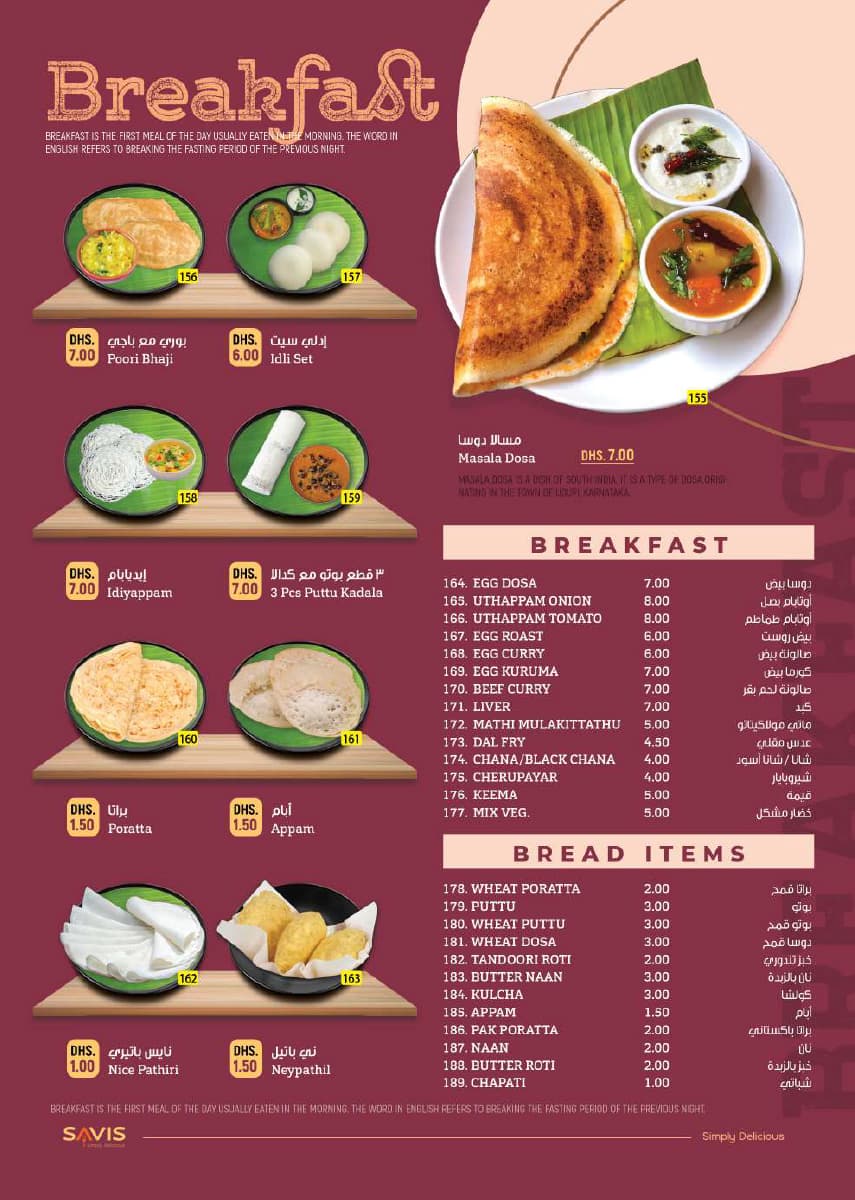 Breakfast
BREAKFAST IS THE FIRST MEAL OF THE DAY USUALLY EATEN IN THE MORNING. THE WORD IN
ENGLISH REFERS TO BREAKING THE FASTING PERIOD OF THE PREVIOUS NIGHT.
156
157
DHS.
7.00
بوري مع باجي
Poori Bhaji
DHS.
6.00
إدلي سيت
Idli Set
158
159
DHS.
7.00
إيديابام
Idiyappam
DHS.
7.00
٣ قطع بوتو مع كدالا
3 Pcs Puttu Kadala
160
161
DHS.
1.50
براتا
Poratta
DHS.
1.50
أبام
Appam
162
163
DHS.
1.00
نايس باتيري
Nice Pathiri
DHS.
1.50
ني باتيل
Neypathil
155
مسالا دوسا
Masala Dosa
DHS. 7.00
MASALA DOSA IS A DISH OF SOUTH INDIA, IT IS A TYPE OF DOSA ORIGI-
NATING IN THE TOWN OF UDUPI, KARNATAKA.
BREAKFAST
164. EGG DOSA 7.00 دوسا بيض
165. UTHAPPAM ONION 8.00 أوتابام بصل
166. UTHAPPAM TOMATO 8.00 أوتابام طماطم
167. EGG ROAST 6.00 بيض روست
168. EGG CURRY 6.00 صالونة بيض
169. EGG KURUMA 7.00 كورما بيض
170. BEEF CURRY 7.00 صالونة لحم بقر
171. LIVER 7.00 كبد
172. MATHI MULAKITTATHU 5.00 ماتي مولاكيتاتو
173. DAL FRY 4.50 عدس مقلي
174. CHANA/BLACK CHANA 4.00 شانا / شانا أسود
175. CHERUPAYAR 4.00 شيروبايار
176. KEEMA 5.00 قيمة
177. MIX VEG. 5.00 خضار مشكل
BREAD ITEMS
178. WHEAT PORATTA 2.00 براتا قمح
179. PUTTU 3.00 بوتو
180. WHEAT PUTTU 3.00 بوتو قمح
181. WHEAT DOSA 3.00 دوسا قمح
182. TANDOORI ROTI 2.00 خبز تندوري
183. BUTTER NAAN 3.00 نان بالزبدة
184. KULCHA 3.00 كولشا
185. APPAM 1.50 أبام
186. PAK PORATTA 2.00 براتا باكستاني
187. NAAN 2.00 نان
188. BUTTER ROTI 2.00 خبز بالزبدة
189. CHAPATI 1.00 شباتي
BREAKFAST
BREAKFAST IS THE FIRST MEAL OF THE DAY USUALLY EATEN IN THE MORNING. THE WORD IN ENGLISH REFERS TO BREAKING THE FASTING PERIOD OF THE PREVIOUS NIGHT.
SAVIS
Simply Delicious